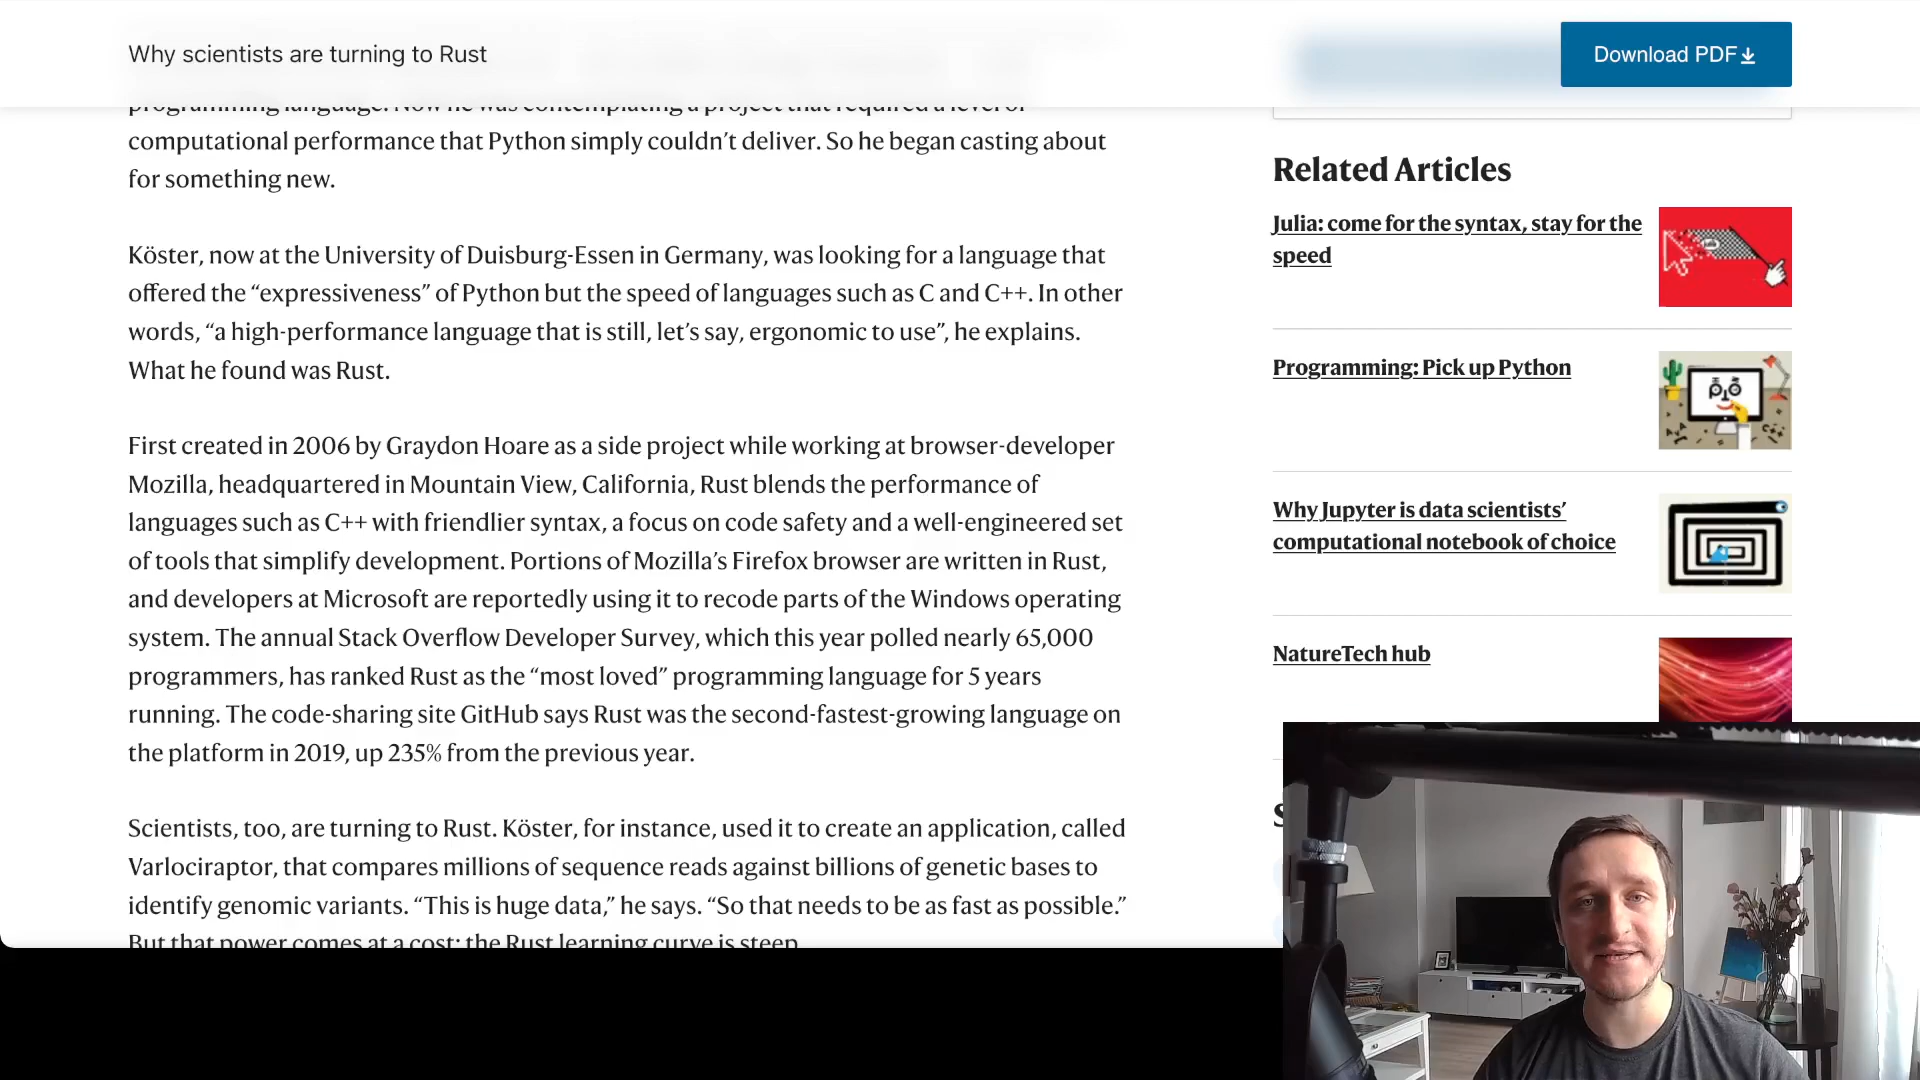 Why scientists are turning to Rust
Download PDF
programming language. Now he was contemplating a project that required a level of
computational performance that Python simply couldn’t deliver. So he began casting about
for something new.
Köster, now at the University of Duisburg-Essen in Germany, was looking for a language that
offered the “expressiveness” of Python but the speed of languages such as C and C++. In other
words, “a high-performance language that is still, let’s say, ergonomic to use”, he explains.
What he found was Rust.
First created in 2006 by Graydon Hoare as a side project while working at browser-developer
Mozilla, headquartered in Mountain View, California, Rust blends the performance of
languages such as C++ with friendlier syntax, a focus on code safety and a well-engineered set
of tools that simplify development. Portions of Mozilla’s Firefox browser are written in Rust,
and developers at Microsoft are reportedly using it to recode parts of the Windows operating
system. The annual Stack Overflow Developer Survey, which this year polled nearly 65,000
programmers, has ranked Rust as the “most loved” programming language for 5 years
running. The code-sharing site GitHub says Rust was the second-fastest-growing language on
the platform in 2019, up 235% from the previous year.
Scientists, too, are turning to Rust. Köster, for instance, used it to create an application, called
Varlociraptor, that compares millions of sequence reads against billions of genetic bases to
identify genomic variants. “This is huge data,” he says. “So that needs to be as fast as possible.”
But that power comes at a cost: the Rust learning curve is steep.
Related Articles
Julia: come for the syntax, stay for the
speed
Programming: Pick up Python
Why Jupyter is data scientists’
computational notebook of choice
NatureTech hub